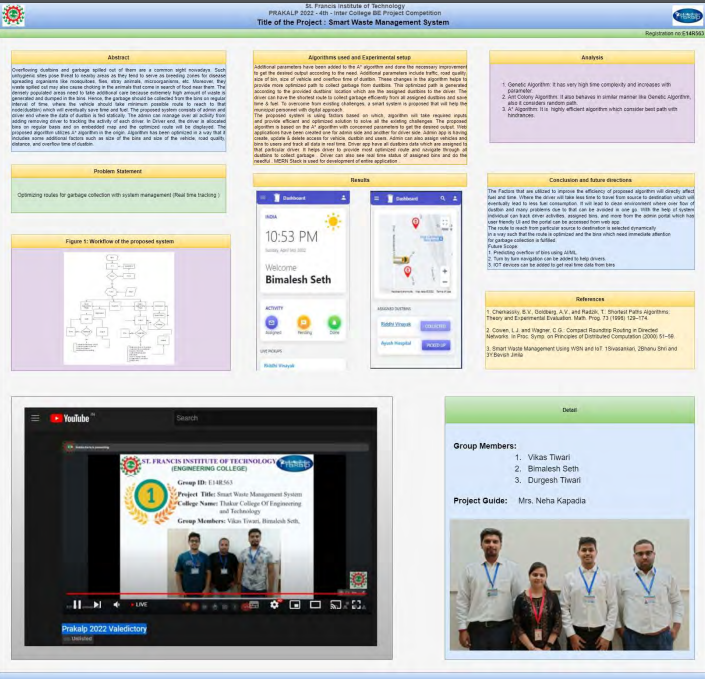 St. Francis Institute of Technology
PRAKALP 2022 - 4th - Inter College BE Project Competition
Title of the Project : Smart Waste Management System
Registration no E14R563
Abstract
Overflowing dustbins and garbage spilled out of them are a common sight nowadays. Such
unhygienic sites pose threat to nearby areas as they tend to serve as breeding zones for disease
spreading organisms like mosquitoes, flies, stray animals, microorganisms, etc. Moreover, they
waste spilled out may also cause choking in the animals that come in search of food near them. The
densely populated areas need to take additional care because extremely high amount of waste is
generated and dumped in the bins. Hence, the garbage should be collected from the bins on regular
interval of time, where the vehicle should take minimum possible route to reach to that
node(dustbin) which will eventually save time and fuel. The proposed system consists of admin and
driver end where the data of dustbin is fed statically. The admin can manage over all activity from
adding removing driver to tracking the activity of each driver. In Driver end, the driver is allocated
bins on regular basis and on embedded map and the optimized route will be displayed. The
proposed algorithm utilizes A* algorithm in the origin. Algorithm has been optimized in a way that it
includes some additional factors such as size of the bins and size of the vehicle, road quality,
distance, and overflow time of dustbin.
Problem Statement
Optimizing routes for garbage collection with system management (Real time tracking )
Figure 1: Workflow of the proposed system
Algorithms used and Experimental setup
Additional parameters have been added to the A* algorithm and done the necessary improvement
to get the desired output according to the need. Additional parameters include traffic, road quality,
size of bin, size of vehicle and overflow time of dustbin. These changes in the algorithm helps to
provide more optimized path to collect garbage from dustbins. This optimized path is generated
according to the provided dustbins' location which are the assigned dustbins to the driver. The
driver can have the shortest route to collect garbage efficiently from all assigned dustbins and save
time & fuel. To overcome from existing challenges, a smart system is proposed that will help the
municipal personnel with digital approach.
The proposed system is using factors based on which, algorithm will take required inputs
and provide efficient and optimized solution to solve all the existing challenges. The proposed
algorithm is based on the A* algorithm with concerned parameters to get the desired output. Web
applications have been created one for admin side and another for driver side. Admin app is having
create, update & delete access for vehicle, dustbin and users. Admin can also assign vehicles and
bins to users and track all data in real time. Driver app have all dustbins data which are assigned to
that particular driver. It helps driver to provide most optimized route and navigate through all
dustbins to collect garbage . Driver can also see real time status of assigned bins and do the
needful . MERN Stack is used for development of entire application .
Results
Dashboard
INDIA
10:53 PM
Sunday, April 3rd 2022
Welcome
Bimalesh Seth
ACTIVITY
Assigned Pending Done
LIVE PICKUPS
Riddhi Vinayak
Dashboard
ASSIGNED DUSTBINS
Riddhi Vinayak
Ayush Hospital
PICKED UP
Analysis
1. Genetic Algorithm: It has very high time complexity and increases with
parameter.
2. Ant Colony Algorithm: It also behaves in similar manner like Genetic Algorithm,
also it considers random path.
3. A* Algorithm: It is highly efficient algorithm which consider best path with
hindrances.
Conclusion and future directions
The Factors that are utilized to improve the efficiency of proposed algorithm will directly affect
fuel and time. Where the driver will take less time to travel from source to destination which will
eventually lead to less fuel consumption. It will lead to clean environment where over flow of
dustbin and many problems due to that can be avoided in one go. With the help of system
individual can track driver activities, assigned bins, and more from the admin portal which has
user friendly UI and the portal can be accessed from web app.
The route to reach from particular source to destination is selected dynamically
in a way such that the route is optimized and the bins which need immediate attention
for garbage collection is fulfilled.
Future Scope
1. Predicting overflow of bins using AI/ML.
2. Turn by turn navigation can be added to help drivers.
3. IOT devices can be added to get real time data from bins.
References
1. Cherkassky, B.V., Goldberg, A.V., and Radzik, T.: Shortest Paths Algorithms:
Theory and Experimental Evaluation. Math. Prog. 73 (1996) 129–174.
2. Cowen, L.J. and Wagner, C.G.: Compact Roundtrip Routing in Directed
Networks. In Proc. Symp. on Principles of Distributed Computation (2000) 51–59
3. Smart Waste Management Using WSN and IoT. 1Sivasankari, 2Bhanu Shri and
3Y.Bevish Jinila
YouTube IN
Search
ST. FRANCIS INSTITUTE OF TECHNOLOGY
(ENGINEERING COLLEGE)
1
Group ID: E14R563
Project Title: Smart Waste Management System
College Name: Thakur College Of Engineering
and Technology
Group Members: Vikas Tiwari, Bimalesh Seth,
LIVE
Prakalp 2022 Valedictory
Unlisted
Detail
Group Members:
1. Vikas Tiwari
2. Bimalesh Seth
3. Durgesh Tiwari
Project Guide: Mrs. Neha Kapadia